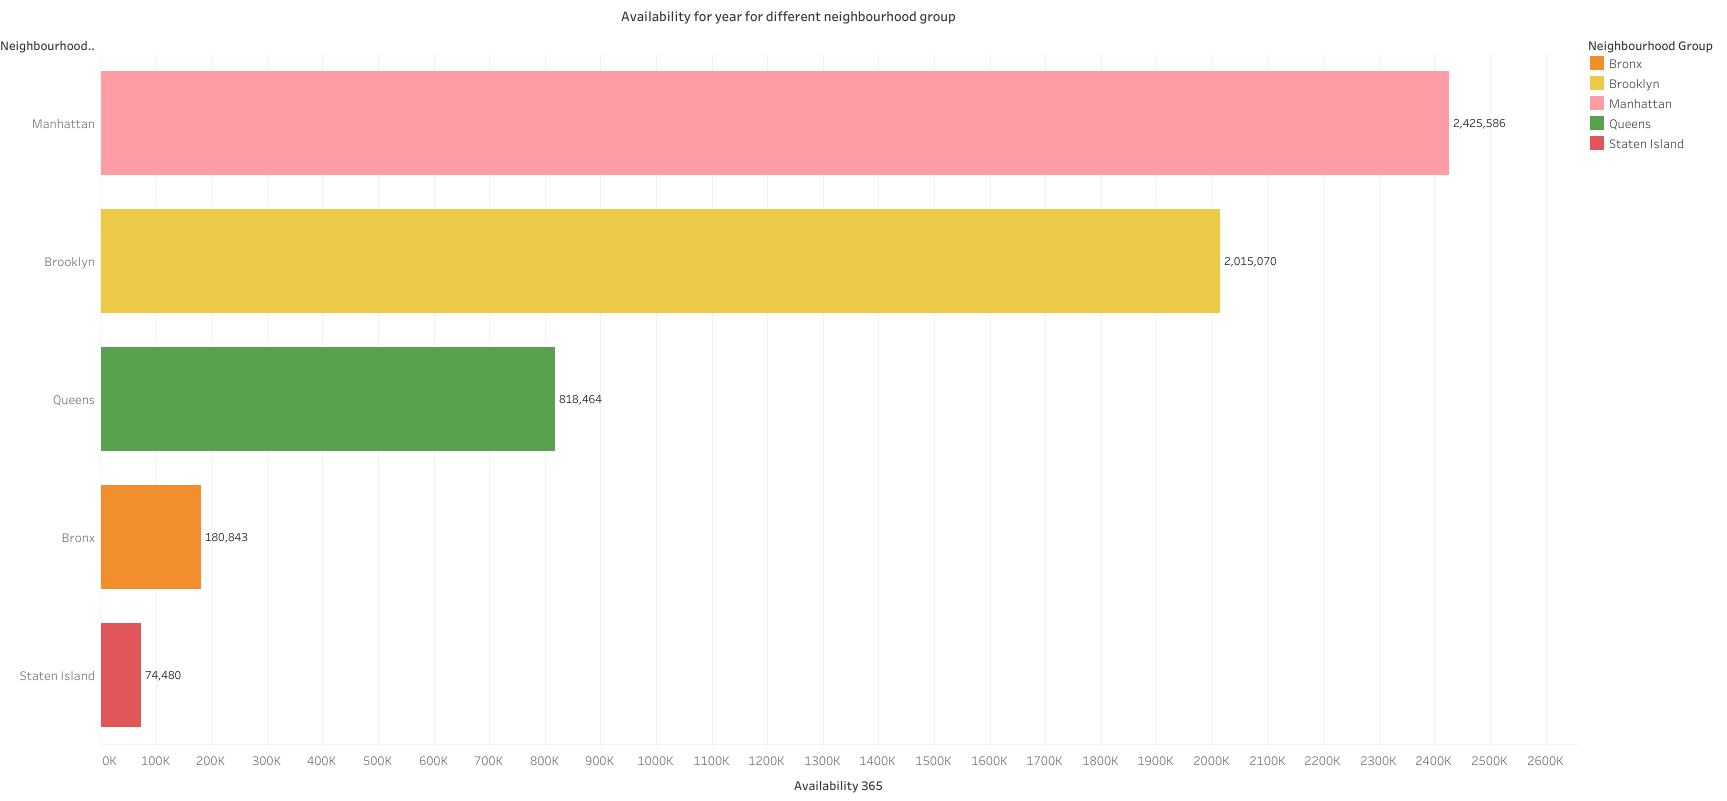 Availability for year for different neighbourhood group
Neighbourhood..
Manhattan
2,425,586
Brooklyn
2,015,070
Queens
818,464
Bronx
180,843
Staten Island
74,480
0K 100K 200K 300K 400K 500K 600K 700K 800K 900K 1000K 1100K 1200K 1300K 1400K 1500K 1600K 1700K 1800K 1900K 2000K 2100K 2200K 2300K 2400K 2500K 2600K
Availability 365
Neighbourhood Group
Bronx
Brooklyn
Manhattan
Queens
Staten Island